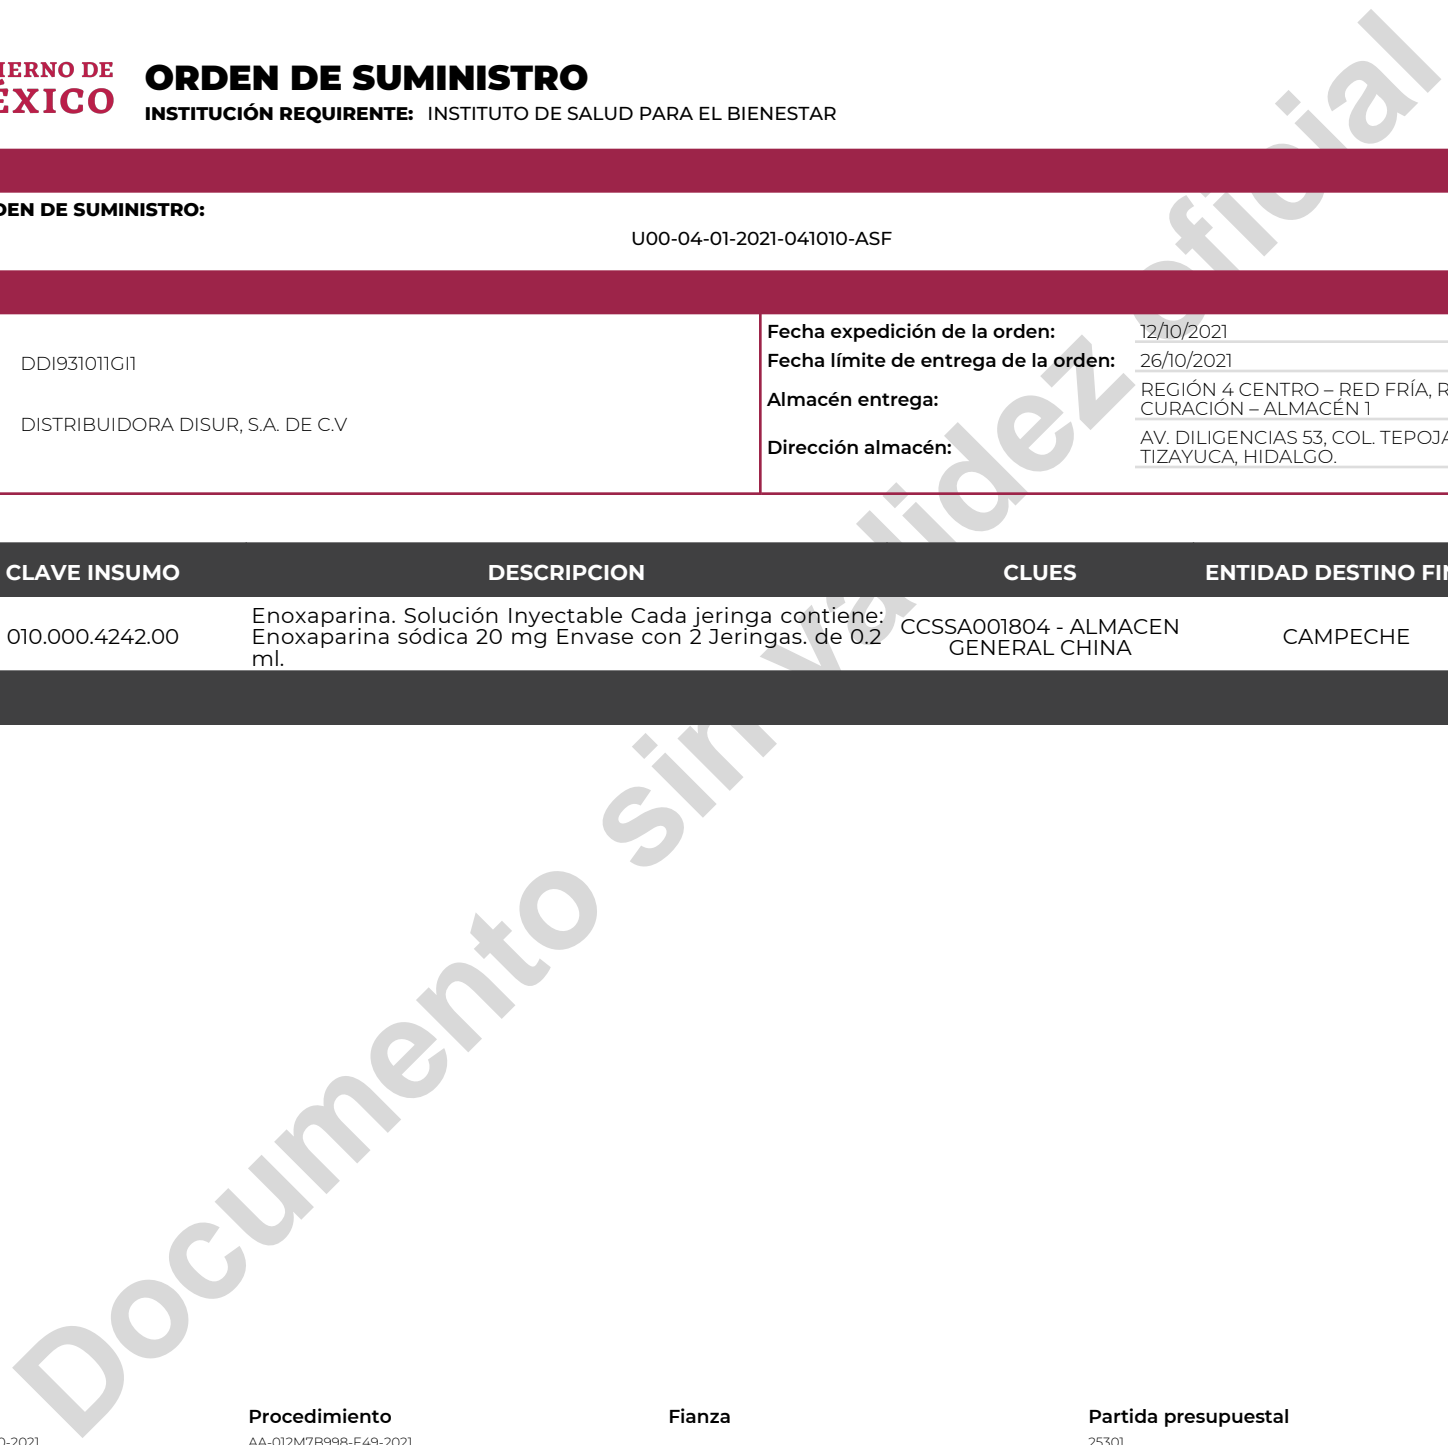 ORDEN DE SUMINISTRO
GOBIERNO DE
MÉXICO
INSTITUCIÓN REQUIRENTE: INSTITUTO DE SALUD PARA EL BIENESTAR
DEN DE SUMINISTRO:
U00-04-01-2021-041010-ASF
DDI931011GI1
DISTRIBUIDORA DISUR, S.A. DE C.V
Fecha expedición de la orden: 12/10/2021
Fecha límite de entrega de la orden: 26/10/2021
Almacén entrega: REGIÓN 4 CENTRO – RED FRÍA, R
CURACIÓN – ALMACÉN 1
Dirección almacén: AV. DILIGENCIAS 53, COL. TEPOJA
TIZAYUCA, HIDALGO.
CLAVE INSUMO DESCRIPCION CLUES ENTIDAD DESTINO FIN
010.000.4242.00
Enoxaparina. Solución Inyectable Cada jeringa contiene:
Enoxaparina sódica 20 mg Envase con 2 Jeringas. de 0.2
ml.
CCSSA001804 - ALMACEN
GENERAL CHINA
CAMPECHE
Documento sin validez oficial
Procedimiento Fianza Partida presupuestal
0-2021 AA-012M7B998-E49-2021 25301